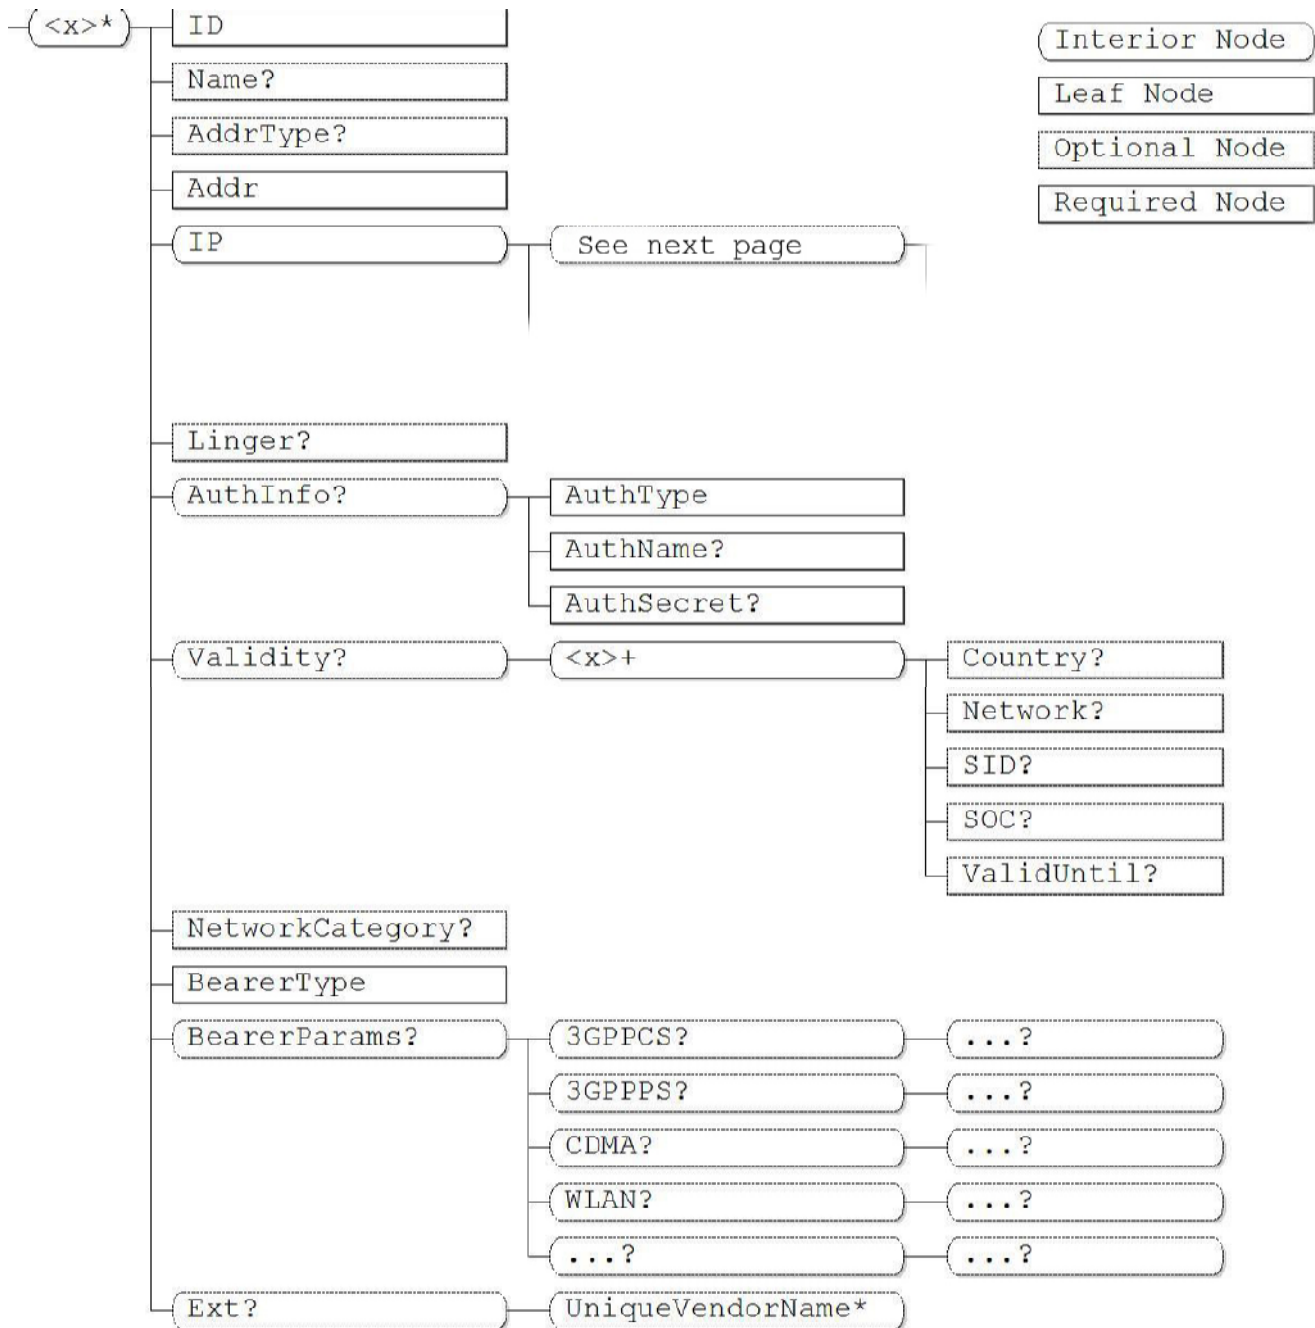 <x>*
ID
Name?
AddrType?
Addr
IP
See next page
Linger?
AuthInfo?
AuthType
AuthName?
AuthSecret?
Validity?
<x>+
Country?
Network?
SID?
SOC?
ValidUntil?
NetworkCategory?
BearerType
BearerParams?
3GPPCS?
...?
3GPPPS?
...?
CDMA?
...?
WLAN?
...?
...?
...?
Ext?
UniqueVendorName*
Interior Node
Leaf Node
Optional Node
Required Node